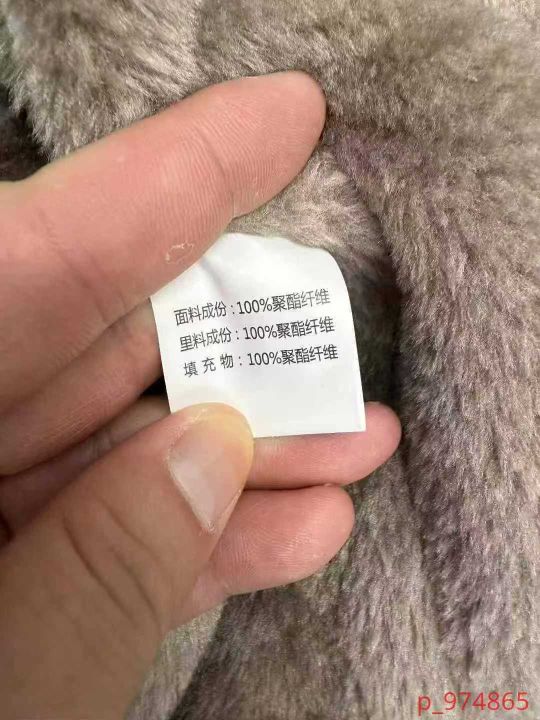 面料成份：100%聚酯纤维
里料成份：100%聚酯纤维
填 充 物：100%聚酯纤维
p_974865